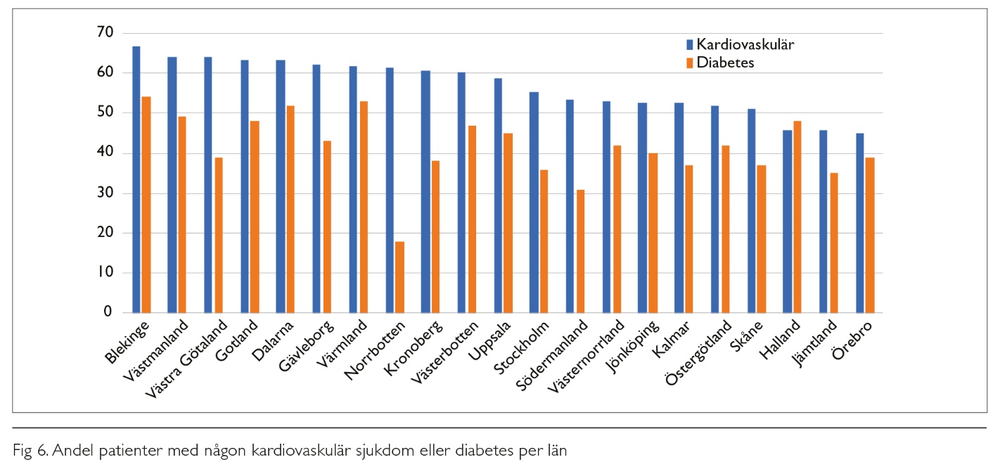 70
60
50
40
30
20
10
0
Kardiovaskulär
Diabetes
Blekinge
Västmanland
Västra Götaland
Gotland
Dalarna
Gävleborg
Värmland
Norrbotten
Kronoberg
Västerbotten
Uppsala
Stockholm
Södermanland
Västernorrland
Jönköping
Kalmar
Östergötland
Skåne
Halland
Jämtland
Örebro
Fig 6. Andel patienter med någon kardiovaskulär sjukdom eller diabetes per län